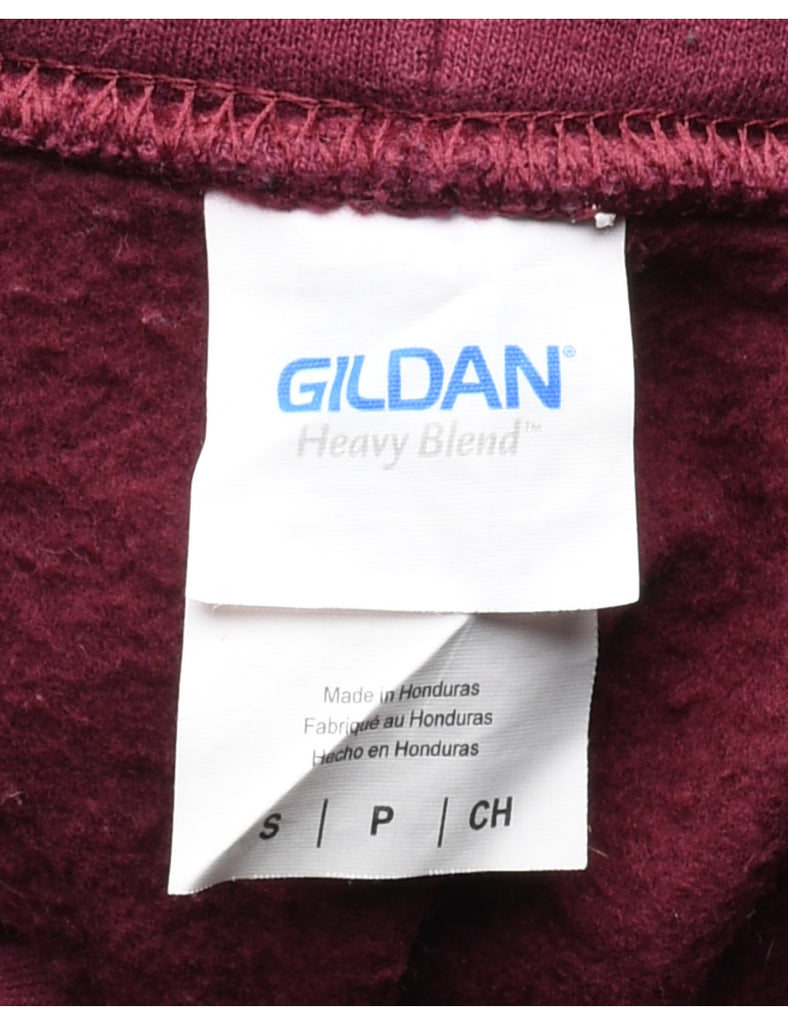 GILDAN®
Heavy Blend™
Made in Honduras
Fabriqué au Honduras
Hecho en Honduras
S | P | CH